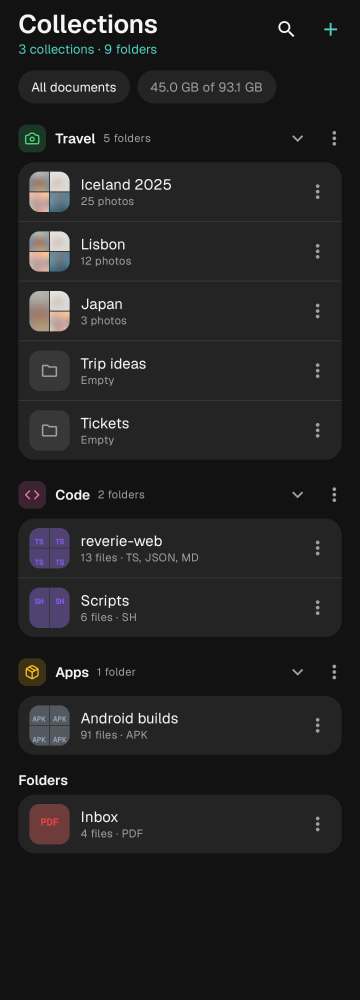 Collections
3 collections · 9 folders
All documents
45.0 GB of 93.1 GB
Travel 5 folders
Iceland 2025
25 photos
Lisbon
12 photos
Japan
3 photos
Trip ideas
Empty
Tickets
Empty
Code 2 folders
TS TS
reverie-web
TS TS
13 files · TS, JSON, MD
SH SH
Scripts
6 files · SH
Apps 1 folder
APK APK
Android builds
APK APK
91 files · APK
Folders
PDF
Inbox
4 files · PDF